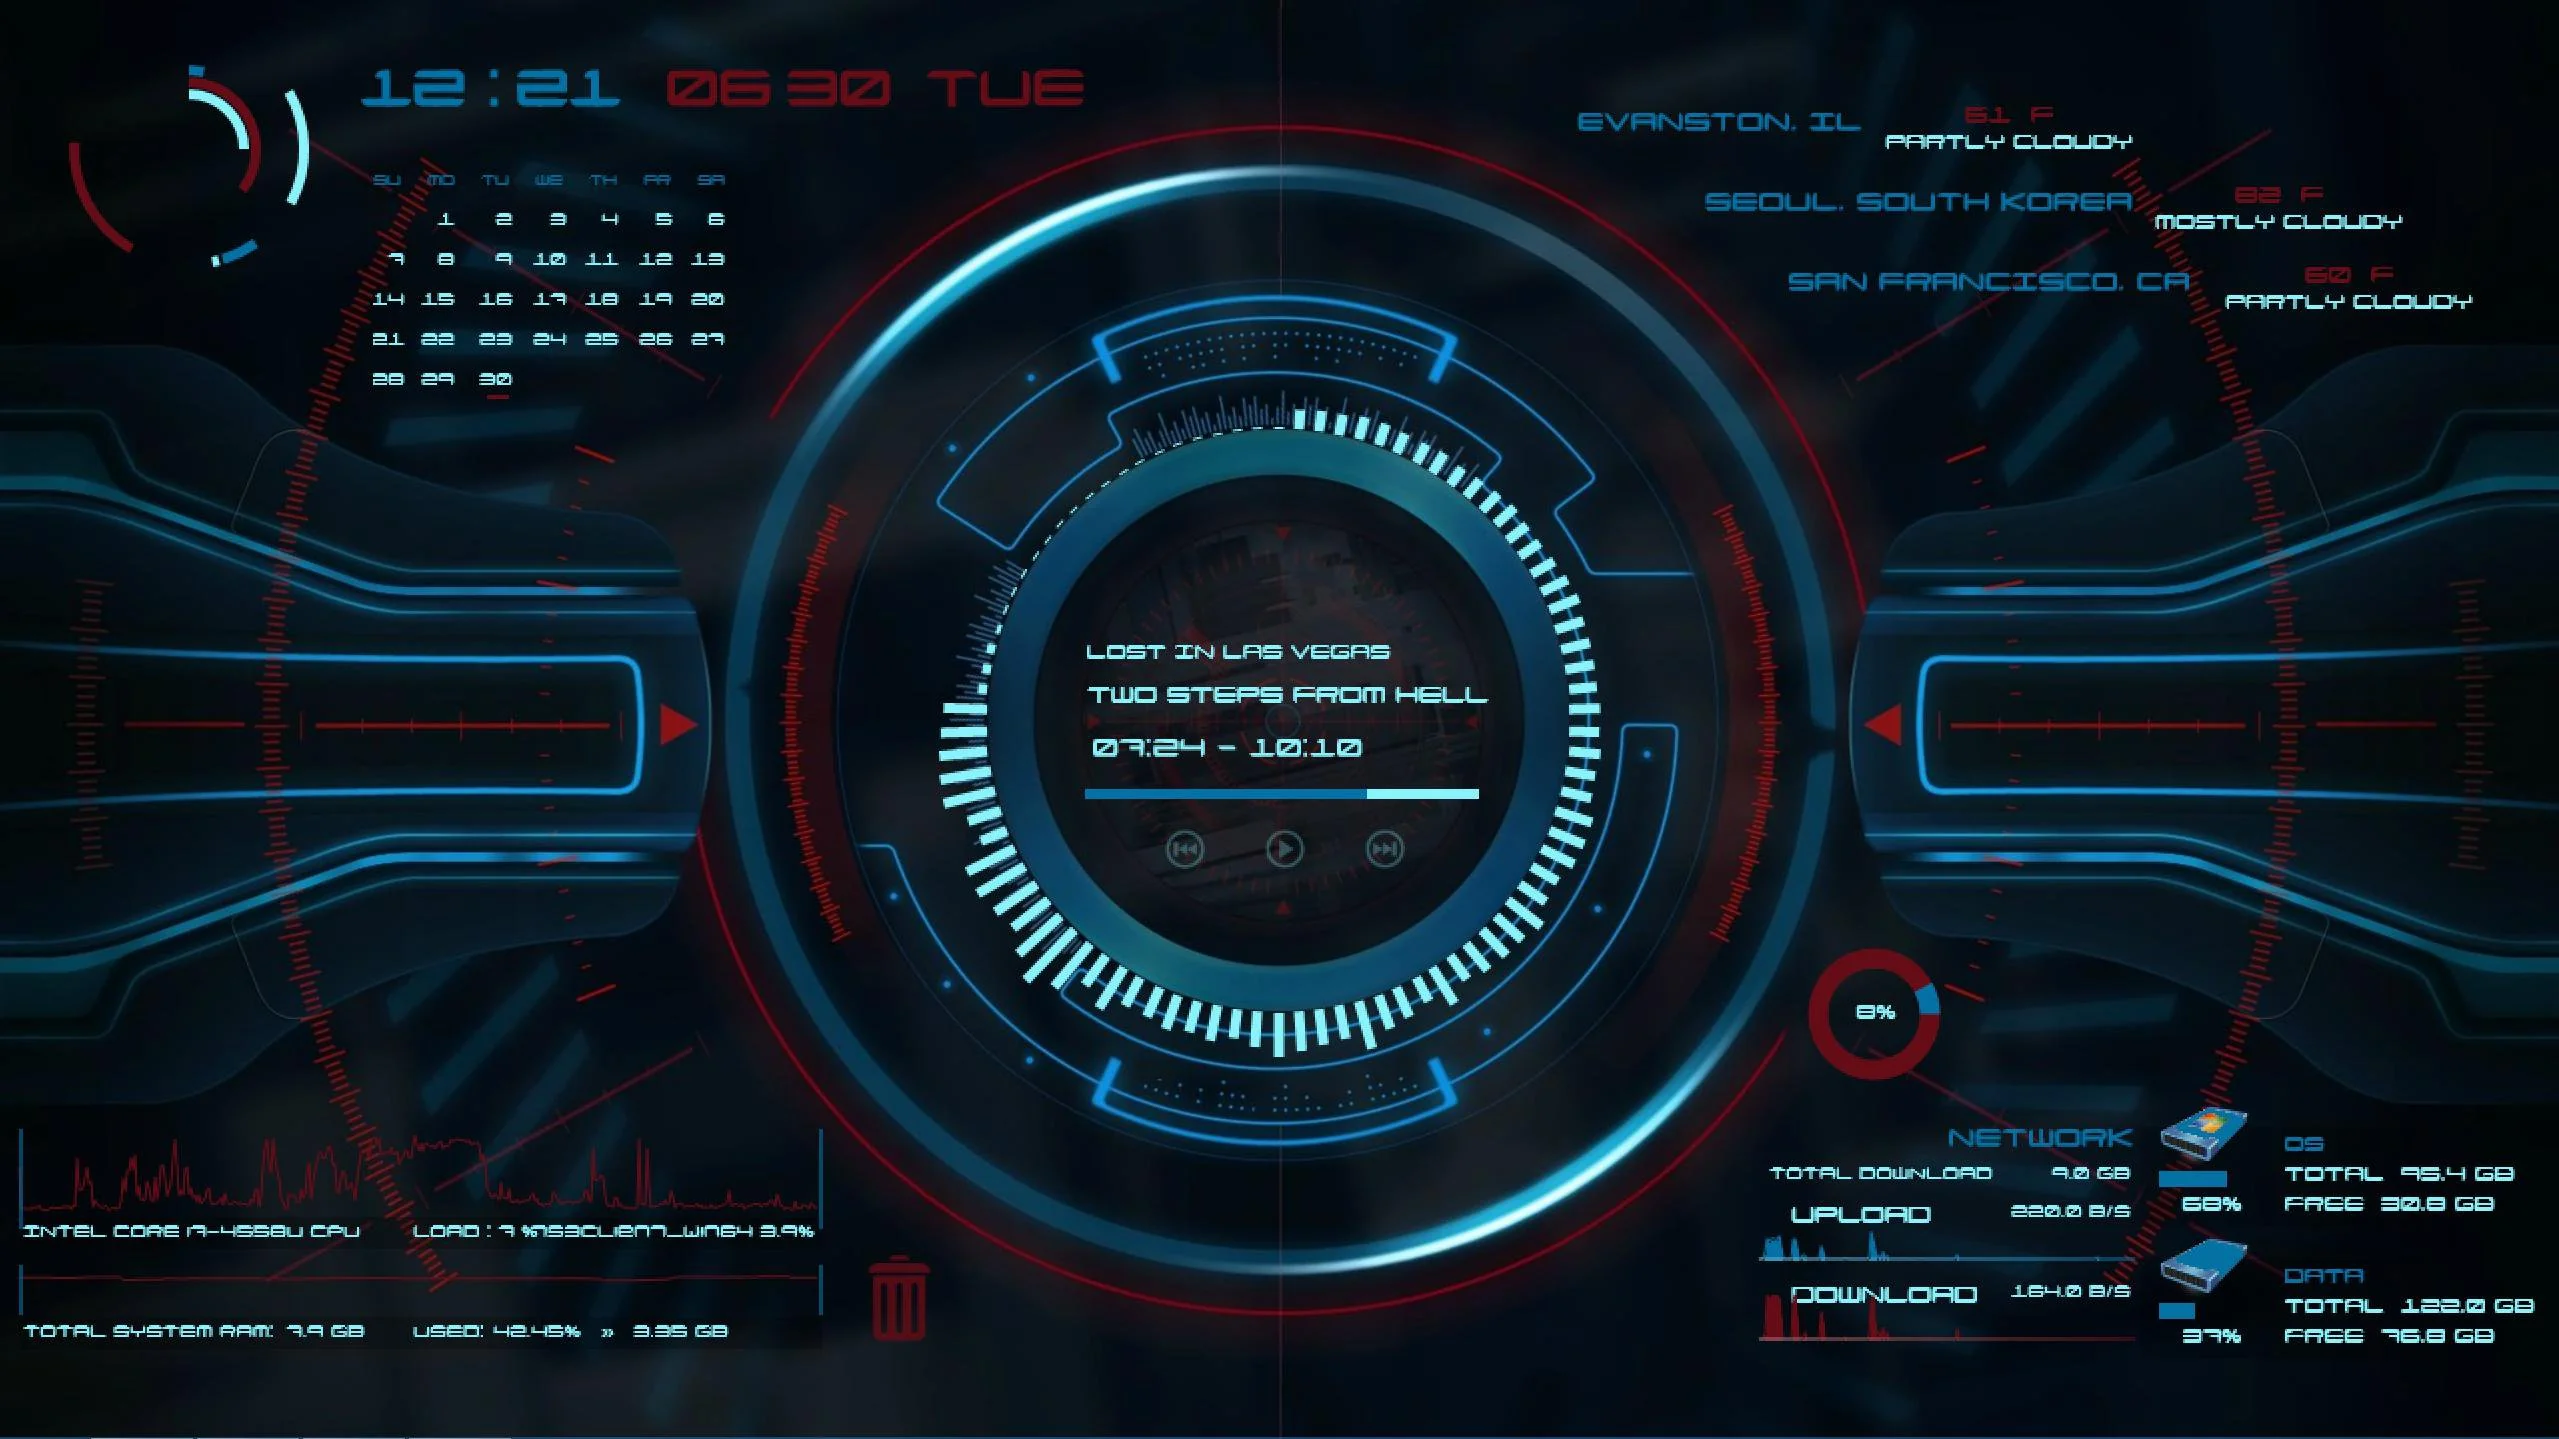 12:21 06 30 TUE
EVANSTON, IL 61 F
PARTLY CLOUDY
SU MO TU WE TH FR SA
1 2 3 4 5 6
7 8 9 10 11 12 13
14 15 16 17 18 19 20
21 22 23 24 25 26 27
28 29 30
SEOUL, SOUTH KOREA 82 F
MOSTLY CLOUDY
SAN FRANCISCO, CA 60 F
PARTLY CLOUDY
LOST IN LAS VEGAS
TWO STEPS FROM HELL
07:24 - 10:10
8%
INTEL CORE I7-4558U CPU LOAD : 7 % TS3CLIENT_WIN64 3.9%
TOTAL SYSTEM RAM: 7.9 GB USED: 42.45% » 3.35 GB
NETWORK
TOTAL DOWNLOAD 9.0 GB
UPLOAD 220.0 B/S
DOWNLOAD 164.0 B/S
OS
TOTAL 95.4 GB
68% FREE 30.8 GB
DATA
TOTAL 122.0 GB
37% FREE 76.8 GB